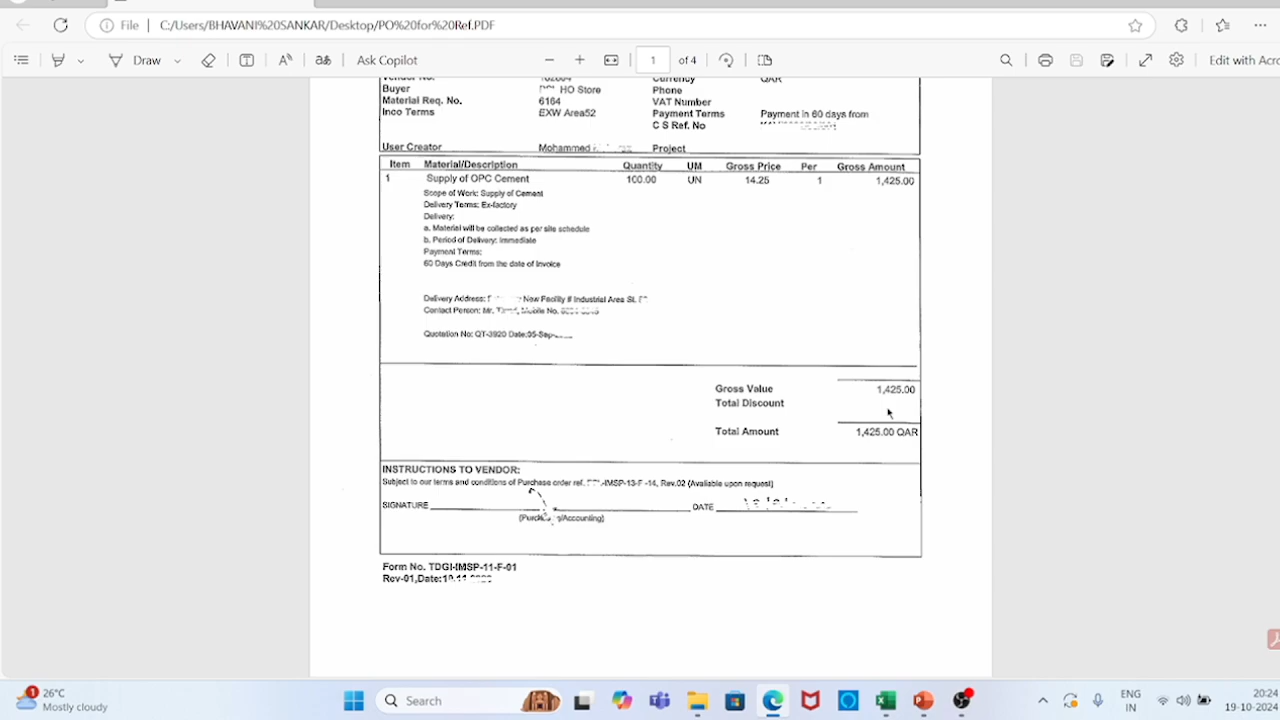 File C:/Users/BHAVANI%20SANKAR/Desktop/PO%20for%20Ref.PDF
Draw Ask Copilot 1 of 4 Edit with Acro
Currency QAR
Buyer HO Store Phone
Material Req. No. 6164 VAT Number
Inco Terms EXW Area52 Payment Terms Payment in 60 days from
C S Ref. No
User Creator Mohammed Project
Item Material/Description Quantity UM Gross Price Per Gross Amount
1 Supply of OPC Cement 100.00 UN 14.25 1 1,425.00
Scope of Work: Supply of Cement
Delivery Terms: Ex-factory
Delivery:
a. Material will be collected as per site schedule
b. Period of Delivery: Immediate
Payment Terms:
60 Days Credit from the date of Invoice
Delivery Address: New Facility # Industrial Area St.
Contact Person: Mr. Mobile No.
Quotation No: QT-3920 Date:05-Sep
Gross Value 1,425.00
Total Discount
Total Amount 1,425.00 QAR
INSTRUCTIONS TO VENDOR:
Subject to our terms and conditions of Purchase order ref. -IMSP-13-F -14, Rev.02 (Available upon request)
SIGNATURE DATE
Form No. TDGI-IMSP-11-F-01
Rev-01,Date:
1
26°C
Mostly cloudy
Search
ENG
IN
20:24
19-10-2024